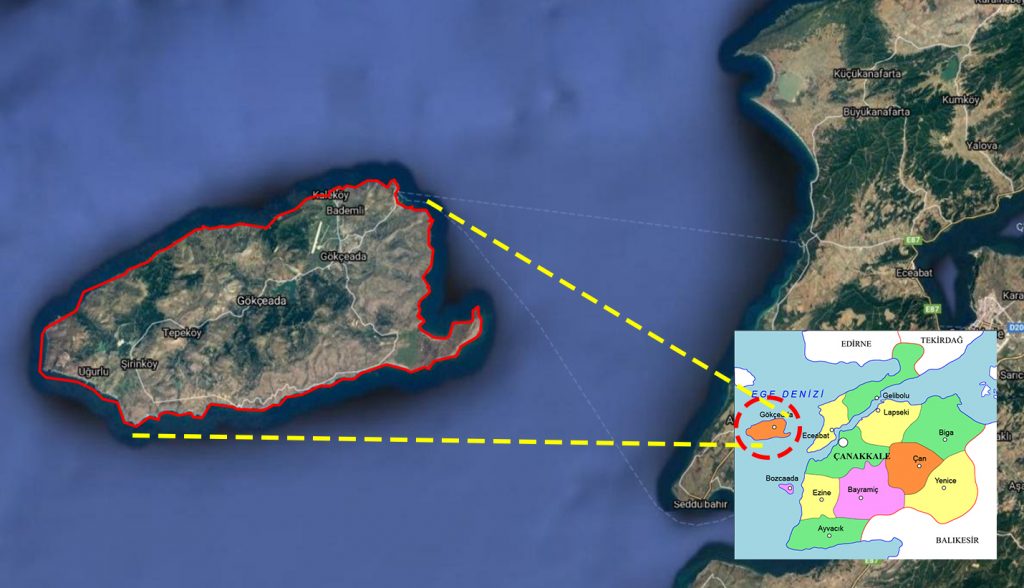 Küçükanafarta
Kumköy
Büyükanafarta
Yalova
Kaleköy
Bademli
Gökçeada
E87
Eceabat
Gökçeada
E87
Tepeköy
Şirinköy
Uğurlu
Seddülbahir
EDİRNE
TEKİRDAĞ
EGE DENİZİ
Gelibolu
Gökçeada
Lapseki
Eceabat
Biga
ÇANAKKALE
Çan
Bozcaada
Yenice
Ezine
Bayramiç
Ayvacık
BALIKESİR
E87